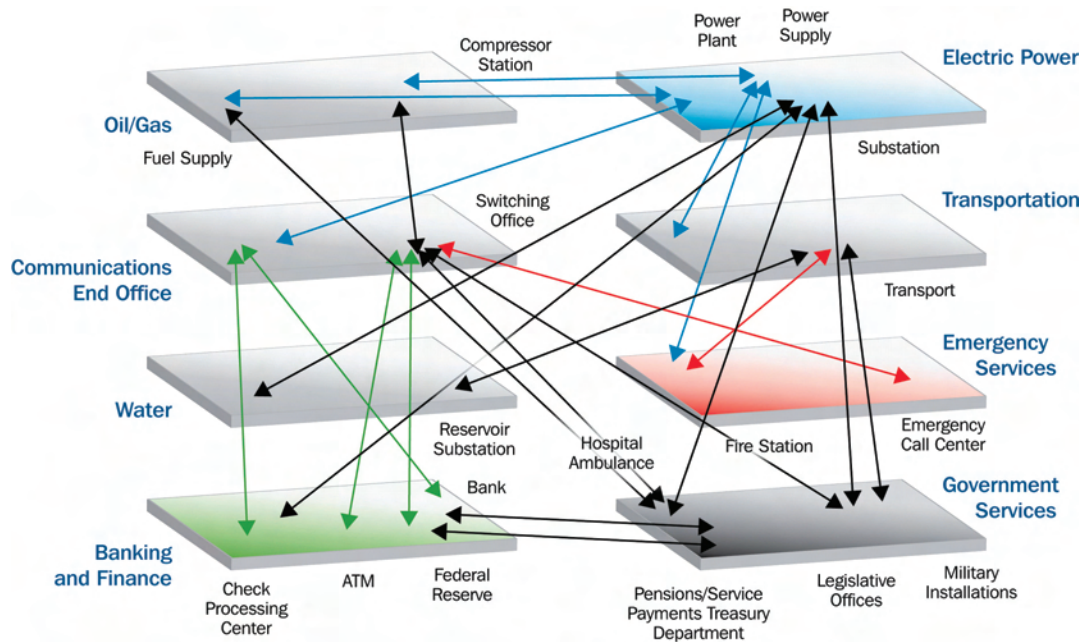 Power
Plant
Power
Supply
Compressor
Station
Electric Power
Oil/Gas
Fuel Supply
Substation
Switching
Office
Transportation
Communications
End Office
Transport
Emergency
Services
Water
Reservoir
Substation
Hospital
Ambulance
Fire Station
Emergency
Call Center
Bank
Government
Services
Banking
and Finance
Check
Processing
Center
ATM
Federal
Reserve
Pensions/Service
Payments Treasury
Department
Legislative
Offices
Military
Installations